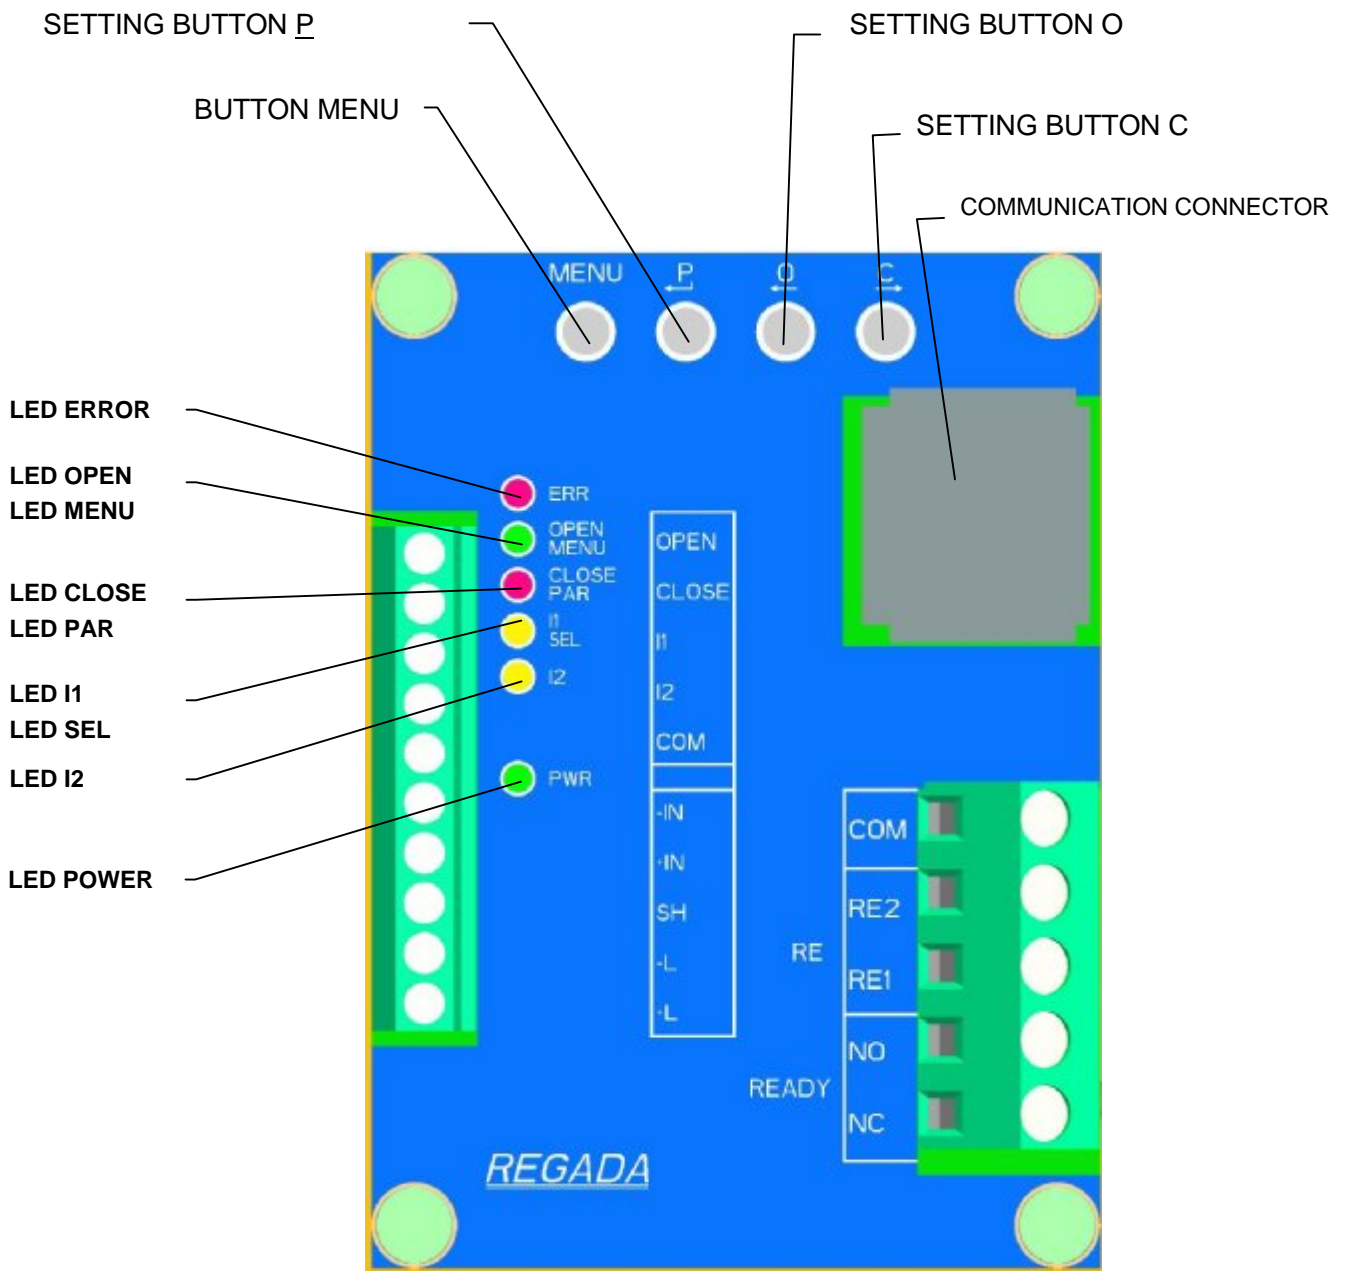 SETTING BUTTON P
SETTING BUTTON O
BUTTON MENU
SETTING BUTTON C
COMMUNICATION CONNECTOR
MENU
P
O
C
LED ERROR
LED OPEN
LED MENU
LED CLOSE
LED PAR
LED I1
LED SEL
LED I2
LED POWER
ERR
OPEN
MENU
CLOSE
PAR
I1
SEL
I2
PWR
OPEN
CLOSE
I1
I2
COM
-IN
+IN
SH
-L
+L
COM
RE2
RE
RE1
NO
READY
NC
REGADA